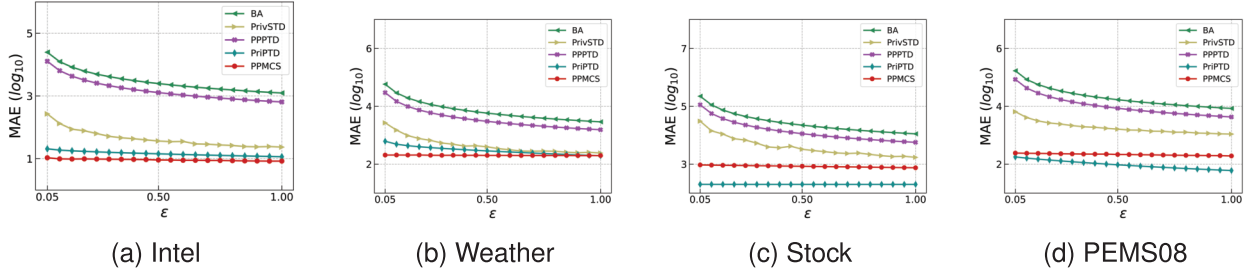 MAE (log10)
5
3
1
0.05
0.50
1.00
ε
BA
PrivSTD
PPPTD
PriPTD
PPMCS
(a) Intel
MAE (log10)
6
4
2
0.05
0.50
1.00
ε
BA
PrivSTD
PPPTD
PriPTD
PPMCS
(b) Weather
MAE (log10)
7
5
3
0.05
0.50
1.00
ε
BA
PrivSTD
PPPTD
PriPTD
PPMCS
(c) Stock
MAE (log10)
6
4
2
0.05
0.50
1.00
ε
BA
PrivSTD
PPPTD
PriPTD
PPMCS
(d) PEMS08